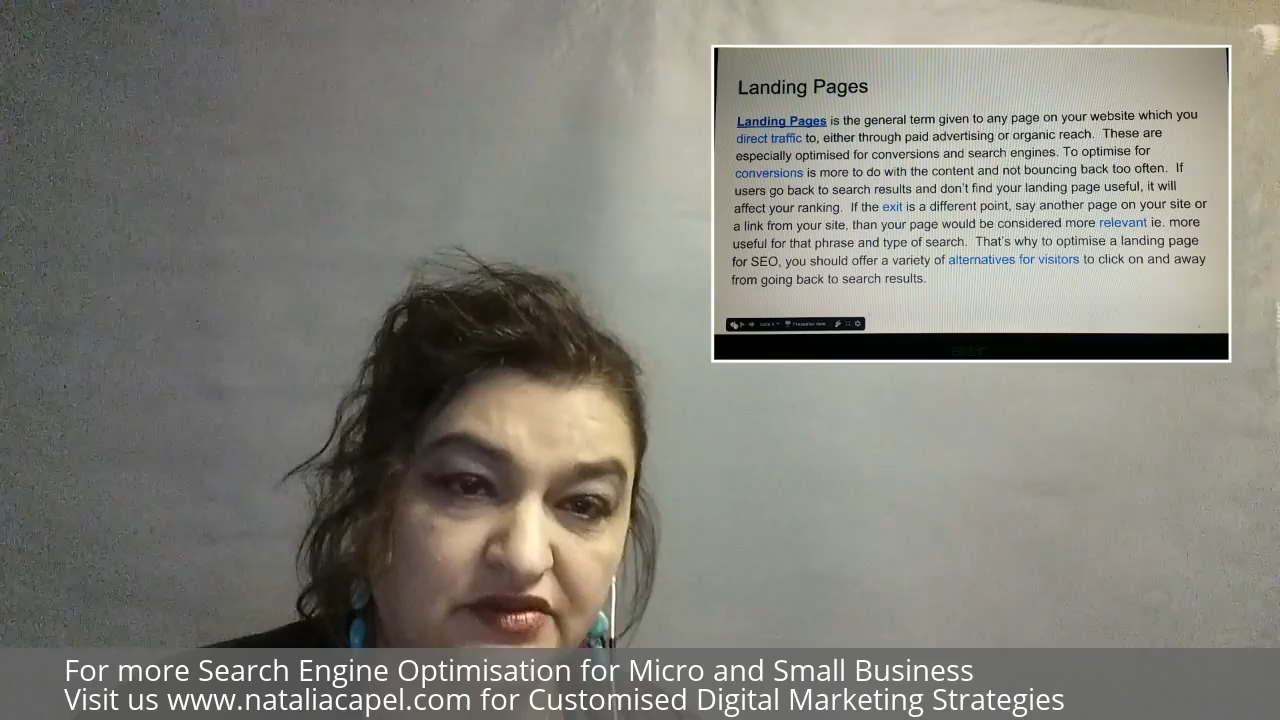 Landing Pages
Landing Pages is the general term given to any page on your website which you
direct traffic to, either through paid advertising or organic reach. These are
especially optimised for conversions and search engines. To optimise for
conversions is more to do with the content and not bouncing back too often. If
users go back to search results and don't find your landing page useful, it will
affect your ranking. If the exit is a different point, say another page on your site or
a link from your site, than your page would be considered more relevant ie. more
useful for that phrase and type of search. That's why to optimise a landing page
for SEO, you should offer a variety of alternatives for visitors to click on and away
from going back to search results.
For more Search Engine Optimisation for Micro and Small Business
Visit us www.nataliacapel.com for Customised Digital Marketing Strategies